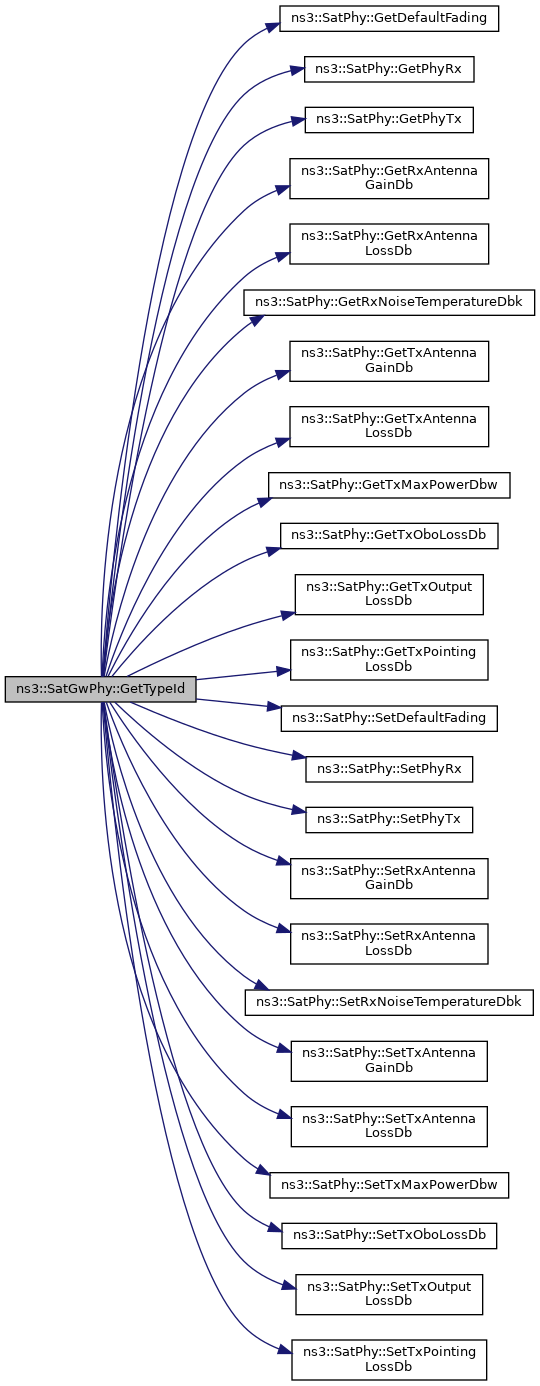 ns3::SatPhy::GetDefaultFading
ns3::SatPhy::GetPhyRx
ns3::SatPhy::GetPhyTx
ns3::SatPhy::GetRxAntenna
GainDb
ns3::SatPhy::GetRxAntenna
LossDb
ns3::SatPhy::GetRxNoiseTemperatureDbk
ns3::SatPhy::GetTxAntenna
GainDb
ns3::SatPhy::GetTxAntenna
LossDb
ns3::SatPhy::GetTxMaxPowerDbw
ns3::SatPhy::GetTxOboLossDb
ns3::SatPhy::GetTxOutput
LossDb
ns3::SatPhy::GetTxPointing
LossDb
ns3::SatGwPhy::GetTypeId
ns3::SatPhy::SetDefaultFading
ns3::SatPhy::SetPhyRx
ns3::SatPhy::SetPhyTx
ns3::SatPhy::SetRxAntenna
GainDb
ns3::SatPhy::SetRxAntenna
LossDb
ns3::SatPhy::SetRxNoiseTemperatureDbk
ns3::SatPhy::SetTxAntenna
GainDb
ns3::SatPhy::SetTxAntenna
LossDb
ns3::SatPhy::SetTxMaxPowerDbw
ns3::SatPhy::SetTxOboLossDb
ns3::SatPhy::SetTxOutput
LossDb
ns3::SatPhy::SetTxPointing
LossDb